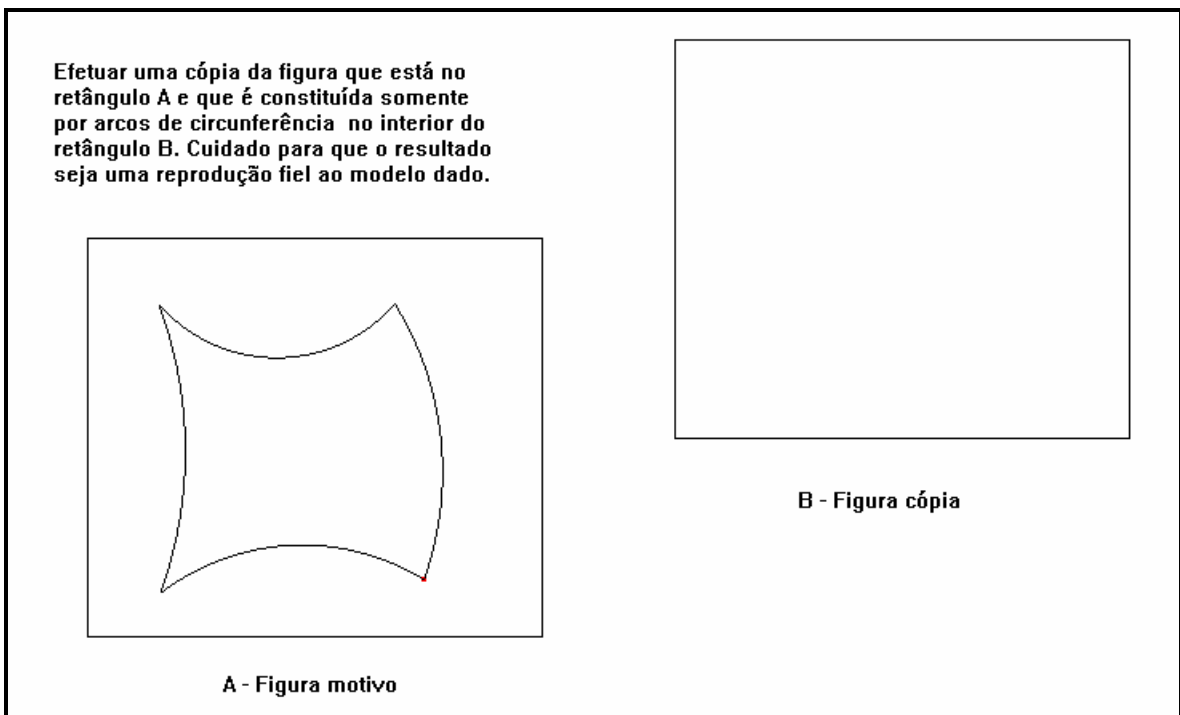 Efetuar uma cópia da figura que está no
retângulo A e que é constituída somente
por arcos de circunferência no interior do
retângulo B. Cuidado para que o resultado
seja uma reprodução fiel ao modelo dado.
B - Figura cópia
A - Figura motivo